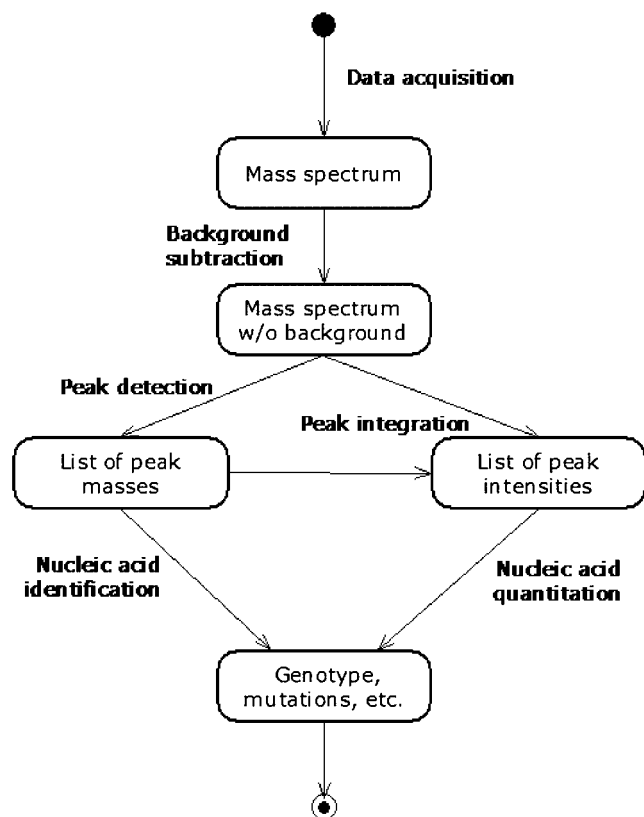 Data acquisition
Mass spectrum
Background
subtraction
Mass spectrum
w/o background
Peak detection
Peak integration
List of peak
masses
List of peak
intensities
Nucleic acid
identification
Nucleic acid
quantitation
Genotype,
mutations, etc.